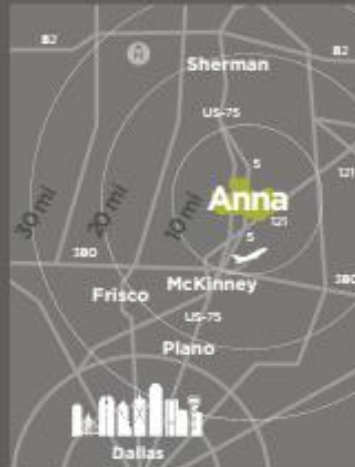 82
82
Sherman
US-75
5
121
Anna
121
30 mi
20 mi
10 mi
5
380
380
McKinney
Frisco
US-75
Plano
Dallas